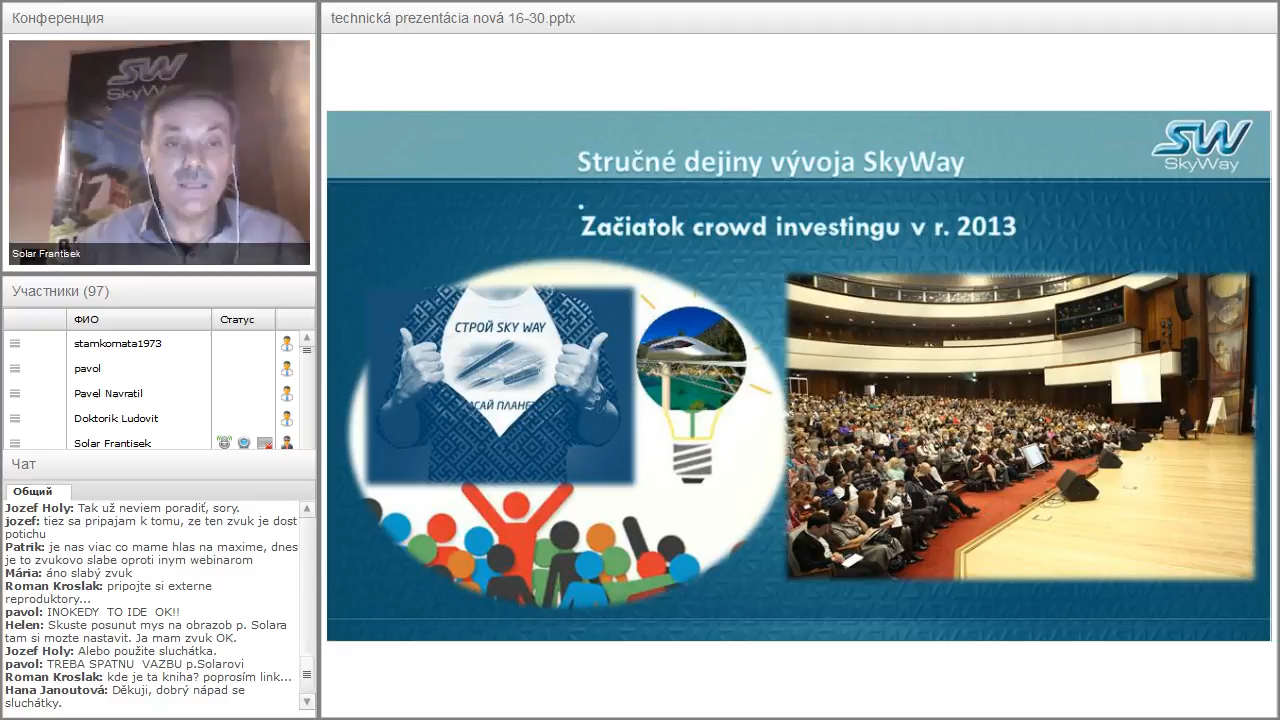 Конференция
SW
SkyW
Solar Frantisek
Участники (97)
ФИО
Статус
stamkomata1973
pavol
Pavel Navratil
Doktorik Ludovit
Solar Frantisek
Чат
Общий
Jozef Holy: Tak už neviem poradiť, sory.
jozef: tiez sa pripajam k tomu, zaten zvuk je dost
potichu
Patrik: je nas viac co mame hlas na maxime, dnes
je to zvukovo slabe oproti inym webinarom
Mária: áno slabý zvuk
Roman Kroslak: pripojte si externe
reproduktory...
pavol: INOKEDY TO IDE OK!!
Helen: Skuste posunut mys na obrazob p. Solara
tam si mozte nastavit. Ja mam zvuk OK.
Jozef Holy: Alebo použite sluchátka.
pavol: TREBA SPATNU VAZBU p.Solarovi
Roman Kroslak: kde je ta kniha? poprosím link...
Hana Janoutová: Děkuji, dobrý nápad se
sluchátky.
technická prezentácia nová 16-30.pptx
SW
SkyWay
Stručné dejiny vývoja SkyWay
Začiatok crowd investingu v r. 2013
СТРОЙ SKY WAY
АСАЙ ПЛАНЕ